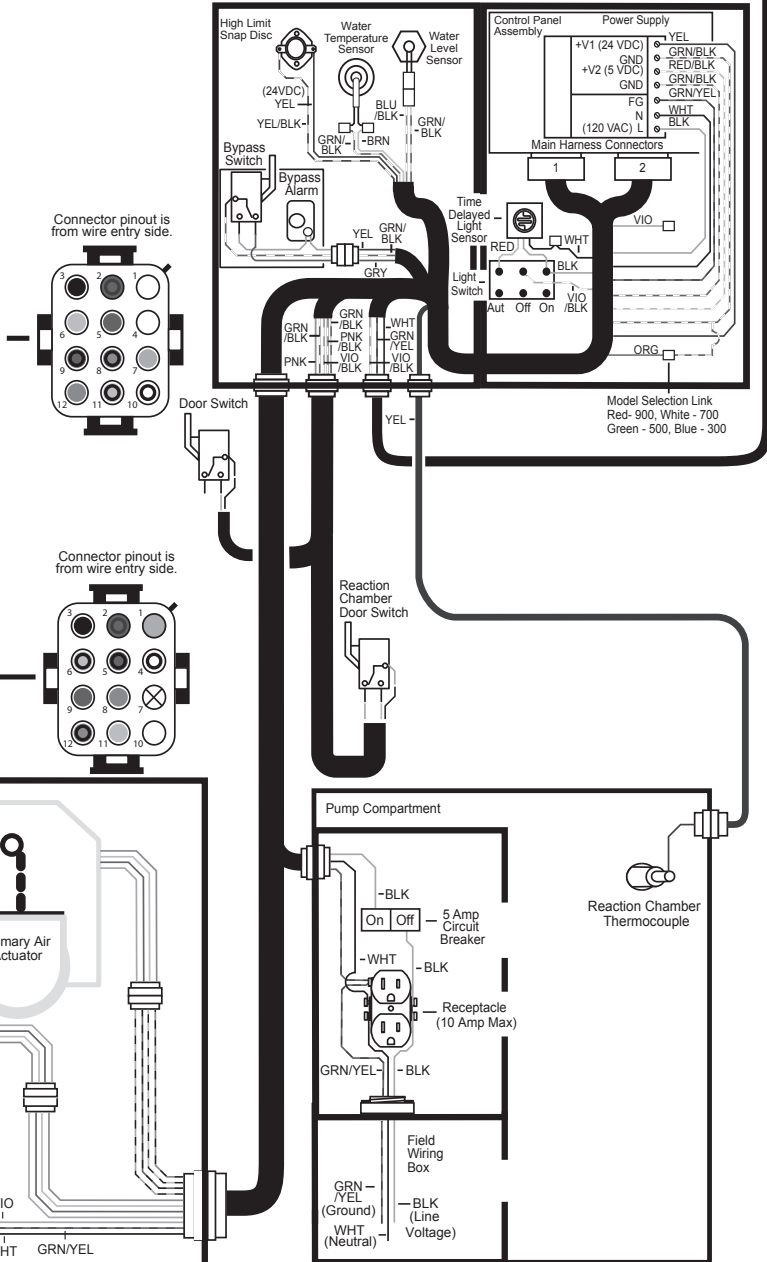 High Limit
Snap Disc
Water
Temperature
Sensor
Water
Level
Sensor
(24VDC)
YEL
YEL/BLK
GRN/
BLK
BRN
BLU
/BLK
GRN/
BLK
Bypass
Switch
Bypass
Alarm
YEL
GRN/
BLK
GRY
Control Panel
Assembly
Power Supply
+V1 (24 VDC)
GND
+V2 (5 VDC)
GND
FG
N
(120 VAC) L
YEL
GRN/BLK
RED/BLK
GRN/BLK
GRN/YEL
WHT
BLK
Main Harness Connectors
1
2
Time
Delayed
Light
Sensor
VIO
RED
WHT
BLK
Light
Switch
Aut Off On
VIO
/BLK
ORG
Model Selection Link
Red- 900, White - 700
Green - 500, Blue - 300
GRN
/BLK
GRN
/BLK
PNK
/BLK
PNK
VIO
/BLK
WHT
GRN
/YEL
VIO
/BLK
YEL
Connector pinout is
from wire entry side.
3 2 1
6 5 4
9 8 7
12 11 10
Door Switch
Connector pinout is
from wire entry side.
3 2 1
6 5 4
9 8 7
12 11 10
Reaction
Chamber
Door Switch
Pump Compartment
BLK
On Off
5 Amp
Circuit
Breaker
WHT
BLK
Receptacle
(10 Amp Max)
GRN/YEL
BLK
Field
Wiring
Box
GRN
/YEL
(Ground)
WHT
(Neutral)
BLK
(Line
Voltage)
Reaction Chamber
Thermocouple
mary Air
ctuator
IO
HT
GRN/YEL